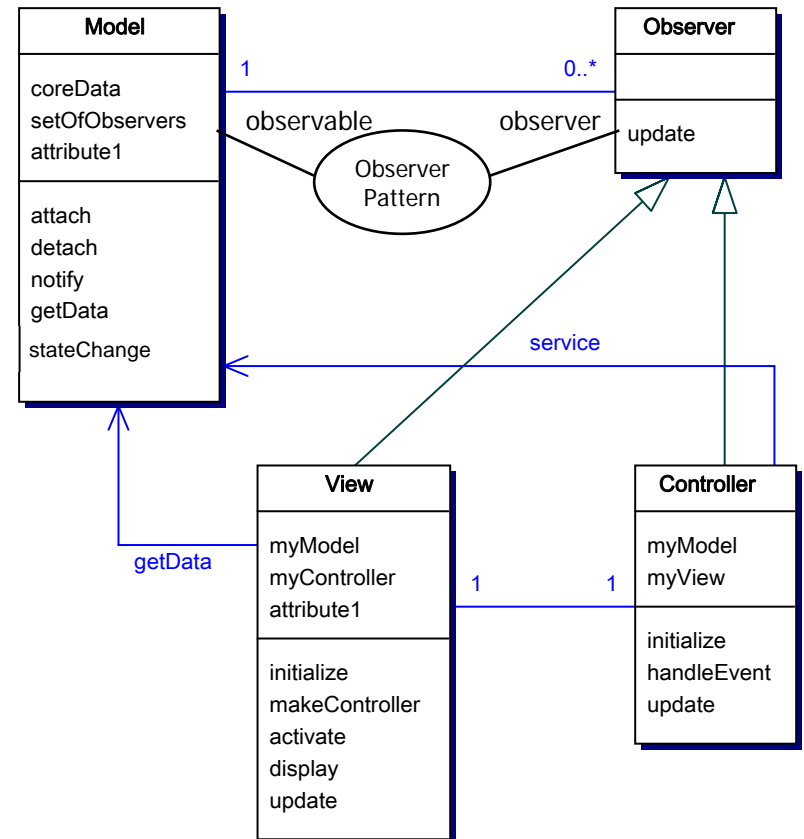 Model
coreData
setOfObservers
attribute1
attach
detach
notify
getData
stateChange
1
0..*
observable
observer
Observer
Pattern
Observer
update
service
getData
View
myModel
myController
attribute1
initialize
makeController
activate
display
update
1
1
Controller
myModel
myView
initialize
handleEvent
update